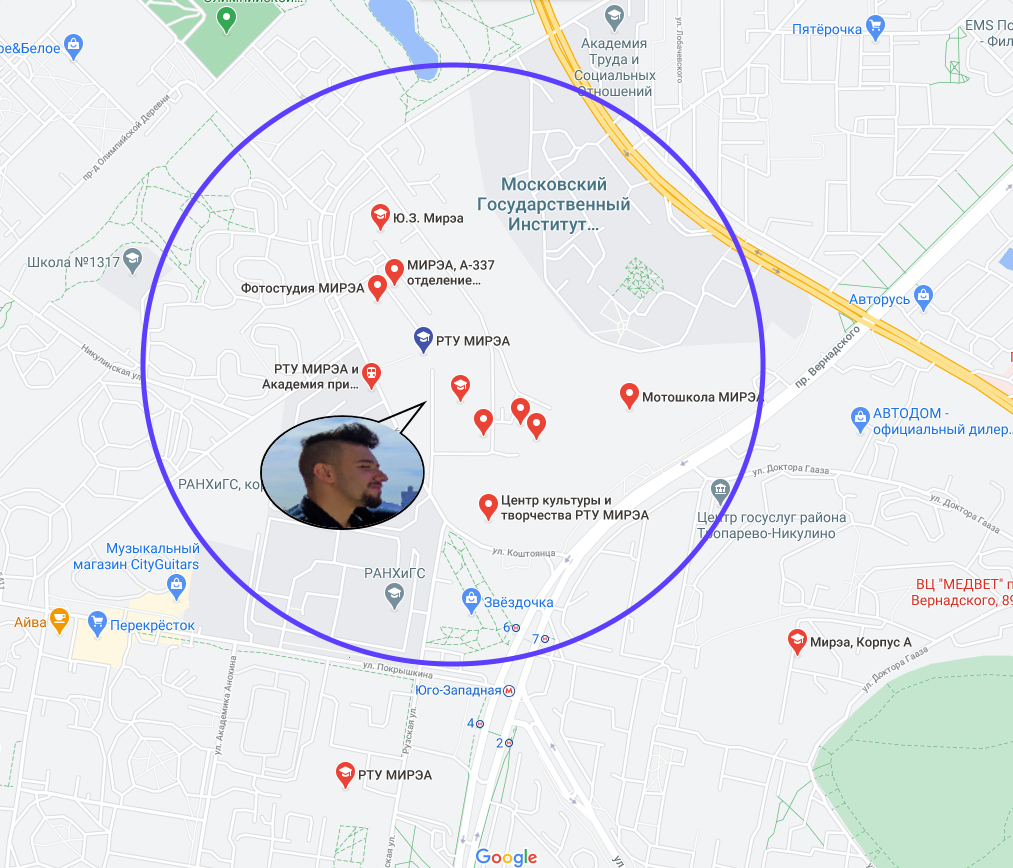 Олимпийской…
ре&Белое
Академия
Труда и
Социальных
Отношений
ул. Лобачевского
Пятёрочка
EMS По
- Фил
пр-д Олимпийской Деревни
Московский
Государственный
Институт...
Ю.З. Мирэа
Школа №1317
МИРЭА, А-337
отделение...
Фотостудия МИРЭА
Авторусь
РТУ МИРЭА
Никулинская ул.
пр. Вернадского
РТУ МИРЭА и
Академия при...
Мотошкола МИРЭА
АВТОДОМ -
официальный дилер...
РАНХиГС, кор
ул. Доктора Гааза
ул. Доктора Гааза
Центр культуры и
творчества РТУ МИРЭА
Центр госуслуг района
Тропарево-Никулино
Музыкальный
магазин CityGuitars
ул. Коштоянца
РАНХиГС
ВЦ "МЕДВЕТ" п
Вернадского, 89
Звёздочка
Айва
Перекрёсток
6
7
Мирэа, Корпус А
ул. Покрышкина
ул. Доктора Гааза
Юго-Западная
ул. Академика Анохина
Рузская ул.
4
2
РТУ МИРЭА
Google
ул.